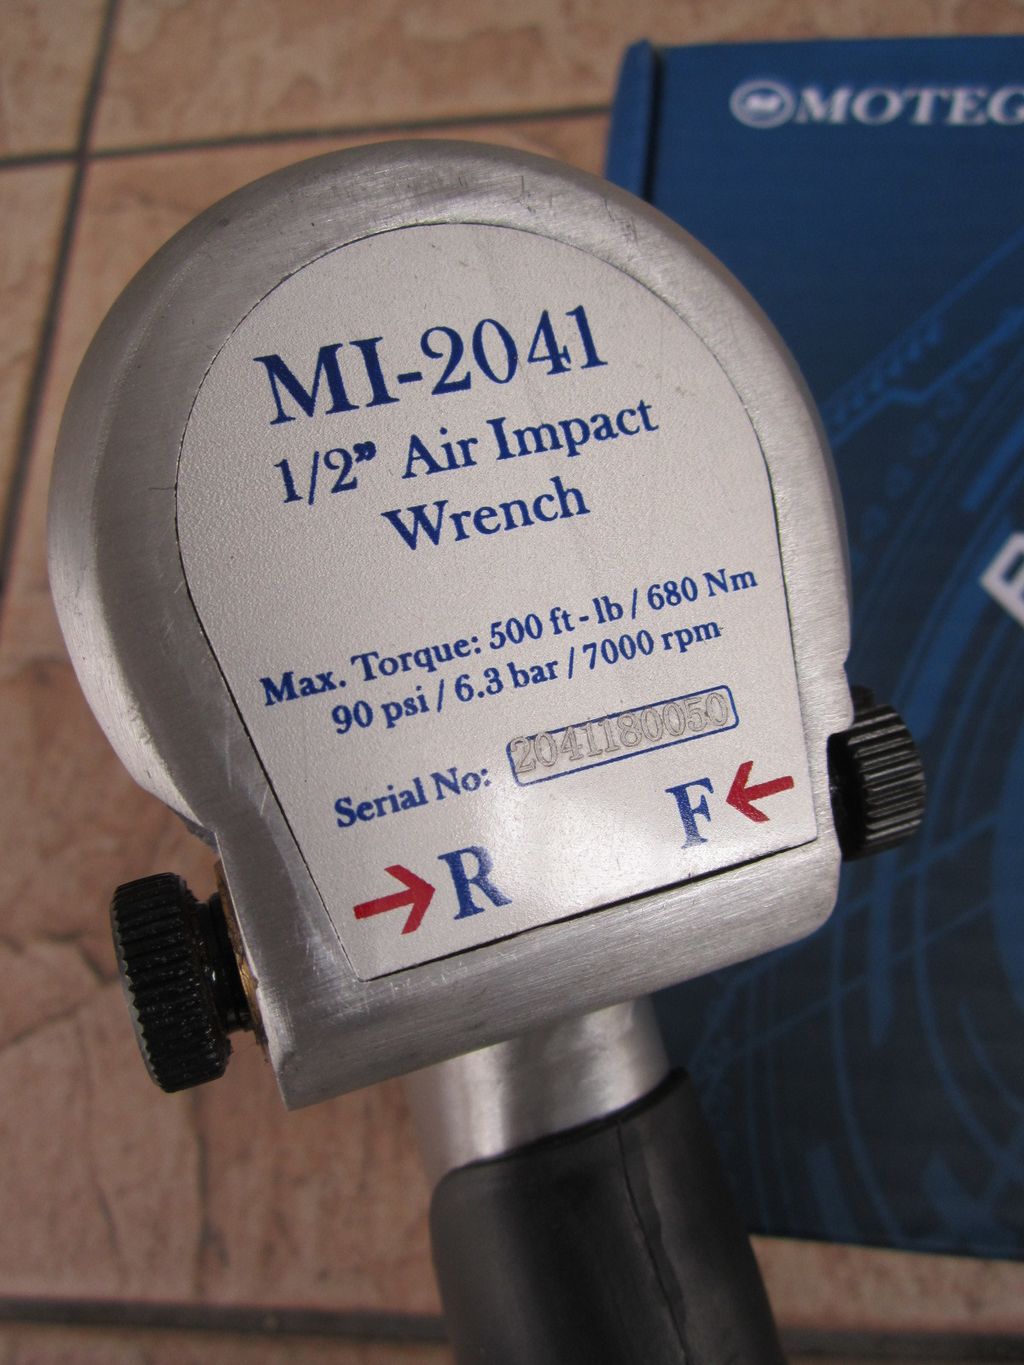 MOTEG
MI-2041
1/2” Air Impact
Wrench
Max. Torque: 500 ft - lb / 680 Nm
90 psi / 6.3 bar / 7000 rpm
Serial No: 2041180050
F
R